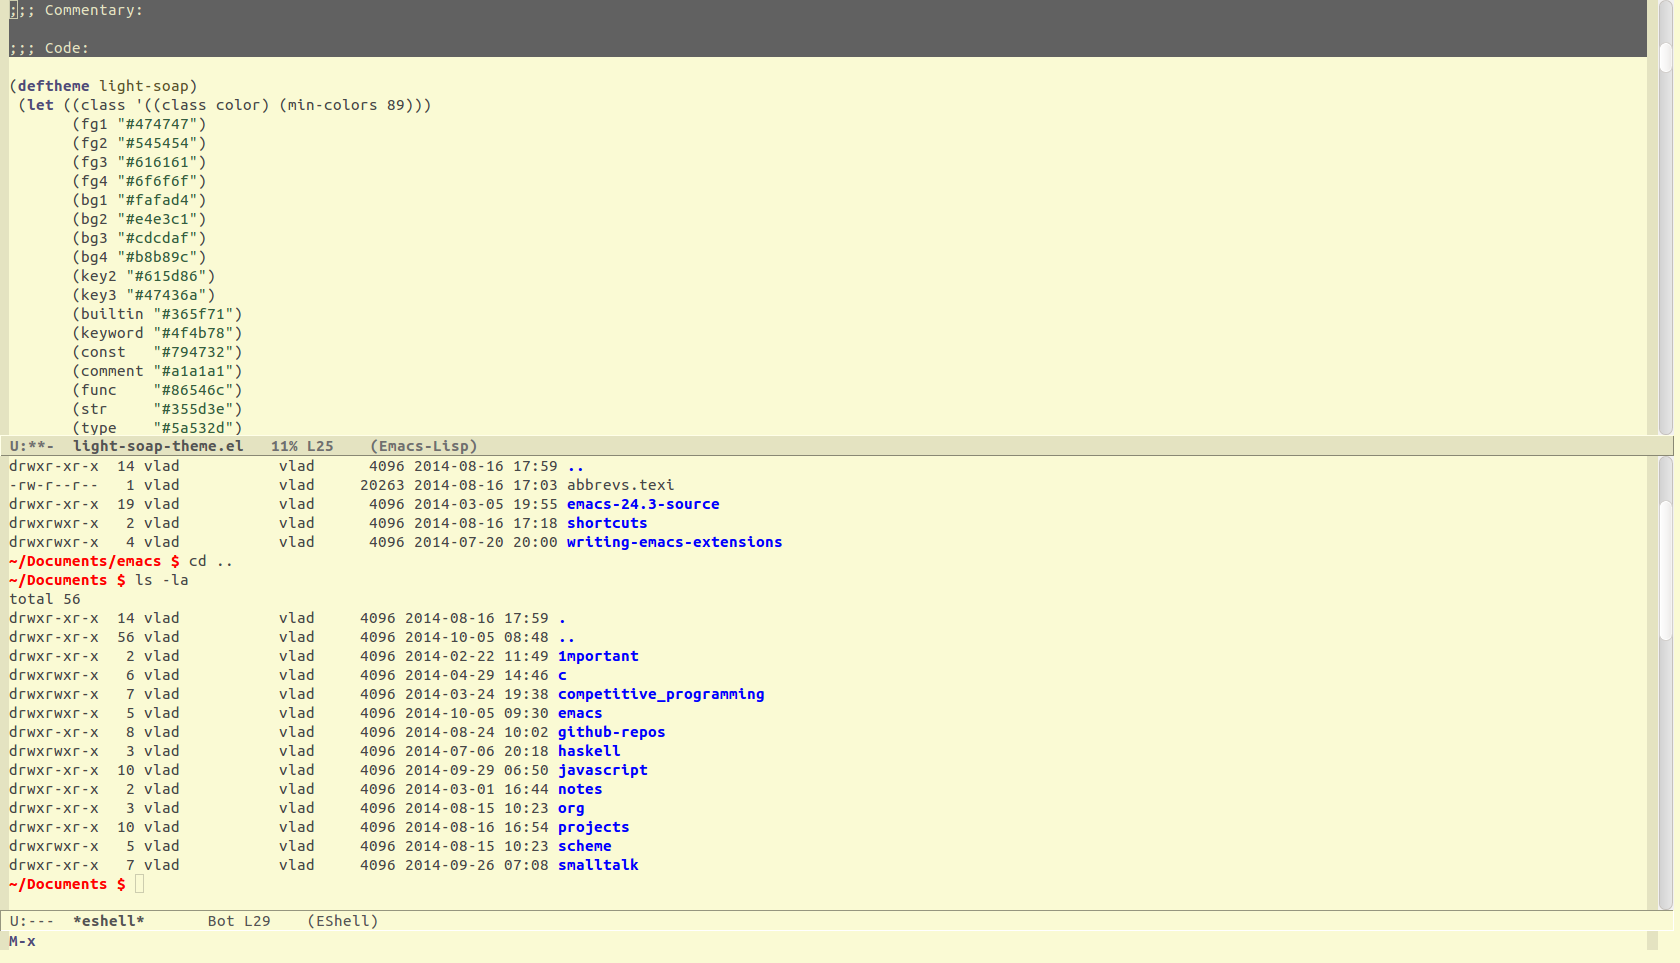 ;;; Commentary:

;;; Code:

(deftheme light-soap)
 (let ((class '((class color) (min-colors 89)))
       (fg1 "#474747")
       (fg2 "#545454")
       (fg3 "#616161")
       (fg4 "#6f6f6f")
       (bg1 "#fafad4")
       (bg2 "#e4e3c1")
       (bg3 "#cdcdaf")
       (bg4 "#b8b89c")
       (key2 "#615d86")
       (key3 "#47436a")
       (builtin "#365f71")
       (keyword "#4f4b78")
       (const   "#794732")
       (comment "#a1a1a1")
       (func    "#86546c")
       (str     "#355d3e")
       (type    "#5a532d")
U:**-  light-soap-theme.el   11% L25    (Emacs-Lisp)
drwxr-xr-x  14 vlad           vlad      4096 2014-08-16 17:59 ..
-rw-r--r--   1 vlad           vlad     20263 2014-08-16 17:03 abbrevs.texi
drwxr-xr-x  19 vlad           vlad      4096 2014-03-05 19:55 emacs-24.3-source
drwxrwxr-x   2 vlad           vlad      4096 2014-08-16 17:18 shortcuts
drwxrwxr-x   4 vlad           vlad      4096 2014-07-20 20:00 writing-emacs-extensions
~/Documents/emacs $ cd ..
~/Documents $ ls -la
total 56
drwxr-xr-x  14 vlad           vlad     4096 2014-08-16 17:59 .
drwxr-xr-x  56 vlad           vlad     4096 2014-10-05 08:48 ..
drwxr-xr-x   2 vlad           vlad     4096 2014-02-22 11:49 1mportant
drwxrwxr-x   6 vlad           vlad     4096 2014-04-29 14:46 c
drwxrwxr-x   7 vlad           vlad     4096 2014-03-24 19:38 competitive_programming
drwxrwxr-x   5 vlad           vlad     4096 2014-10-05 09:30 emacs
drwxr-xr-x   8 vlad           vlad     4096 2014-08-24 10:02 github-repos
drwxrwxr-x   3 vlad           vlad     4096 2014-07-06 20:18 haskell
drwxr-xr-x  10 vlad           vlad     4096 2014-09-29 06:50 javascript
drwxr-xr-x   2 vlad           vlad     4096 2014-03-01 16:44 notes
drwxr-xr-x   3 vlad           vlad     4096 2014-08-15 10:23 org
drwxr-xr-x  10 vlad           vlad     4096 2014-08-16 16:54 projects
drwxrwxr-x   5 vlad           vlad     4096 2014-08-15 10:23 scheme
drwxr-xr-x   7 vlad           vlad     4096 2014-09-26 07:08 smalltalk
~/Documents $
U:---  *eshell*       Bot L29    (EShell)
M-x